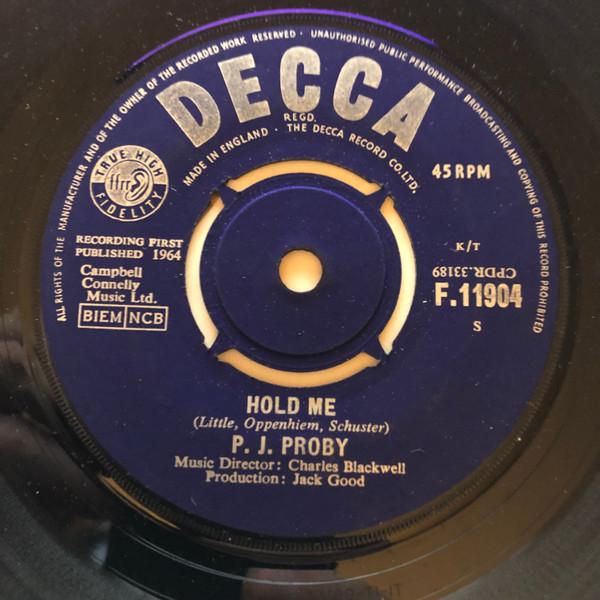 ALL RIGHTS OF THE MANUFACTURER AND OF THE OWNER OF THE RECORDED WORK RESERVED · UNAUTHORISED PUBLIC PERFORMANCE BROADCASTING AND COPYING OF THIS RECORD PROHIBITED
DECCA
REGD.
MADE IN ENGLAND · THE DECCA RECORD CO. LTD.
TRUE HIGH
ffrr
FIDELITY
45 RPM
RECORDING FIRST
PUBLISHED 1964
Campbell
Connelly
Music Ltd.
BIEM NCB
K/T
CPDR.33189
F.11904
S
HOLD ME
(Little, Oppenhiem, Schuster)
P. J. PROBY
Music Director: Charles Blackwell
Production: Jack Good